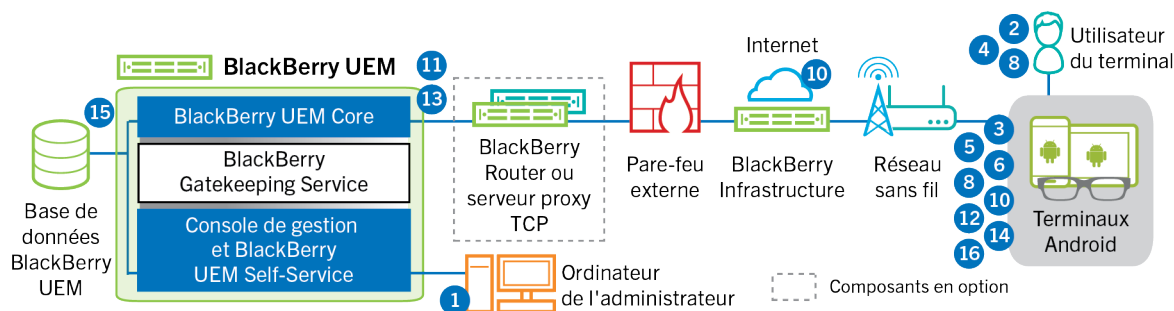 BlackBerry UEM
11
13
15
BlackBerry UEM Core
BlackBerry
Gatekeeping Service
Console de gestion
et BlackBerry
UEM Self-Service
Base de
données
BlackBerry
UEM
BlackBerry
Router ou
serveur proxy
TCP
1
Ordinateur
de l'administrateur
Pare-feu
externe
Internet
10
BlackBerry
Infrastructure
Réseau
sans fil
Composants en option
2
4
8
Utilisateur
du terminal
3
5
6
8
10
12
14
16
Terminaux
Android